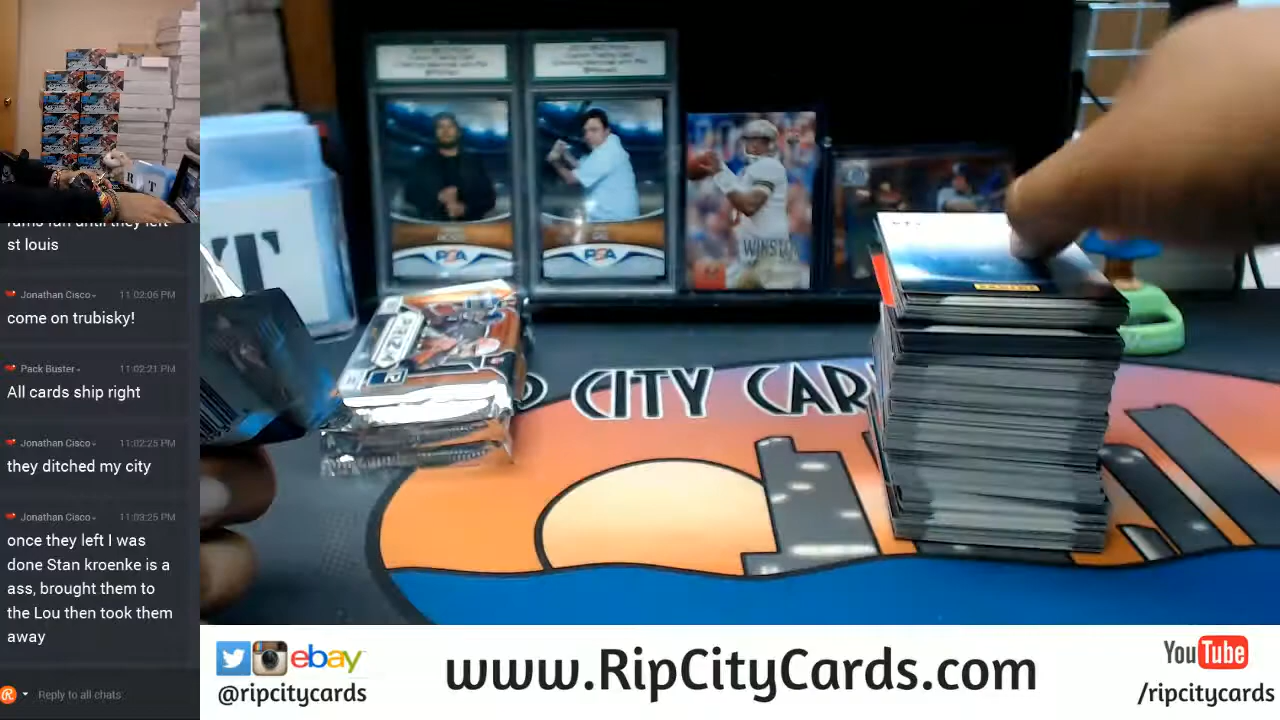 rams fan until they left
st louis
Jonathan Cisco
11:02:06 PM
come on trubisky!
Pack Buster
11:02:21 PM
All cards ship right
Jonathan Cisco
11:02:25 PM
they ditched my city
Jonathan Cisco
11:03:25 PM
once they left I was
done Stan kroenke is a
ass, brought them to
the Lou then took them
away
Reply to all chats
R T
T
PSA
PSA
WINSTON
PRIZM
PANINI
CITY CAR
ebay
@ripcitycards
www.RipCityCards.com
YouTube
/ripcitycards